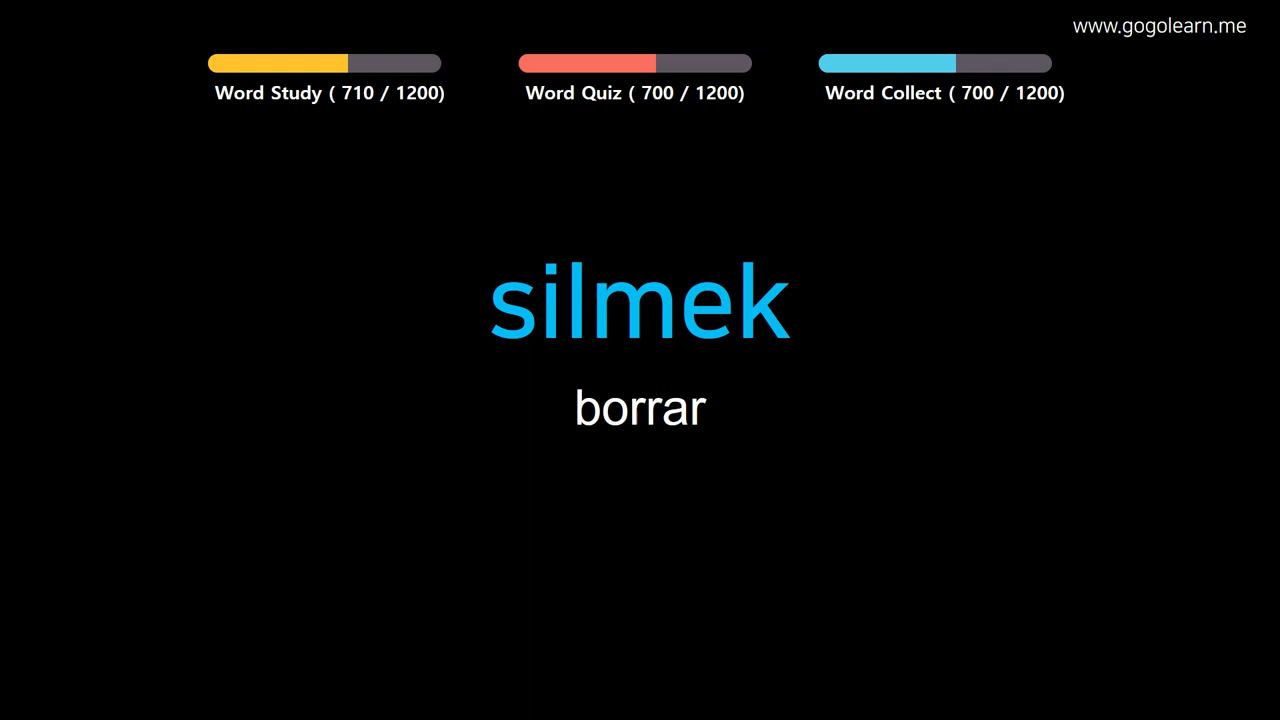 www.gogolearn.me
Word Study ( 710 / 1200)
Word Quiz ( 700 / 1200)
Word Collect ( 700 / 1200)
silmek
borrar